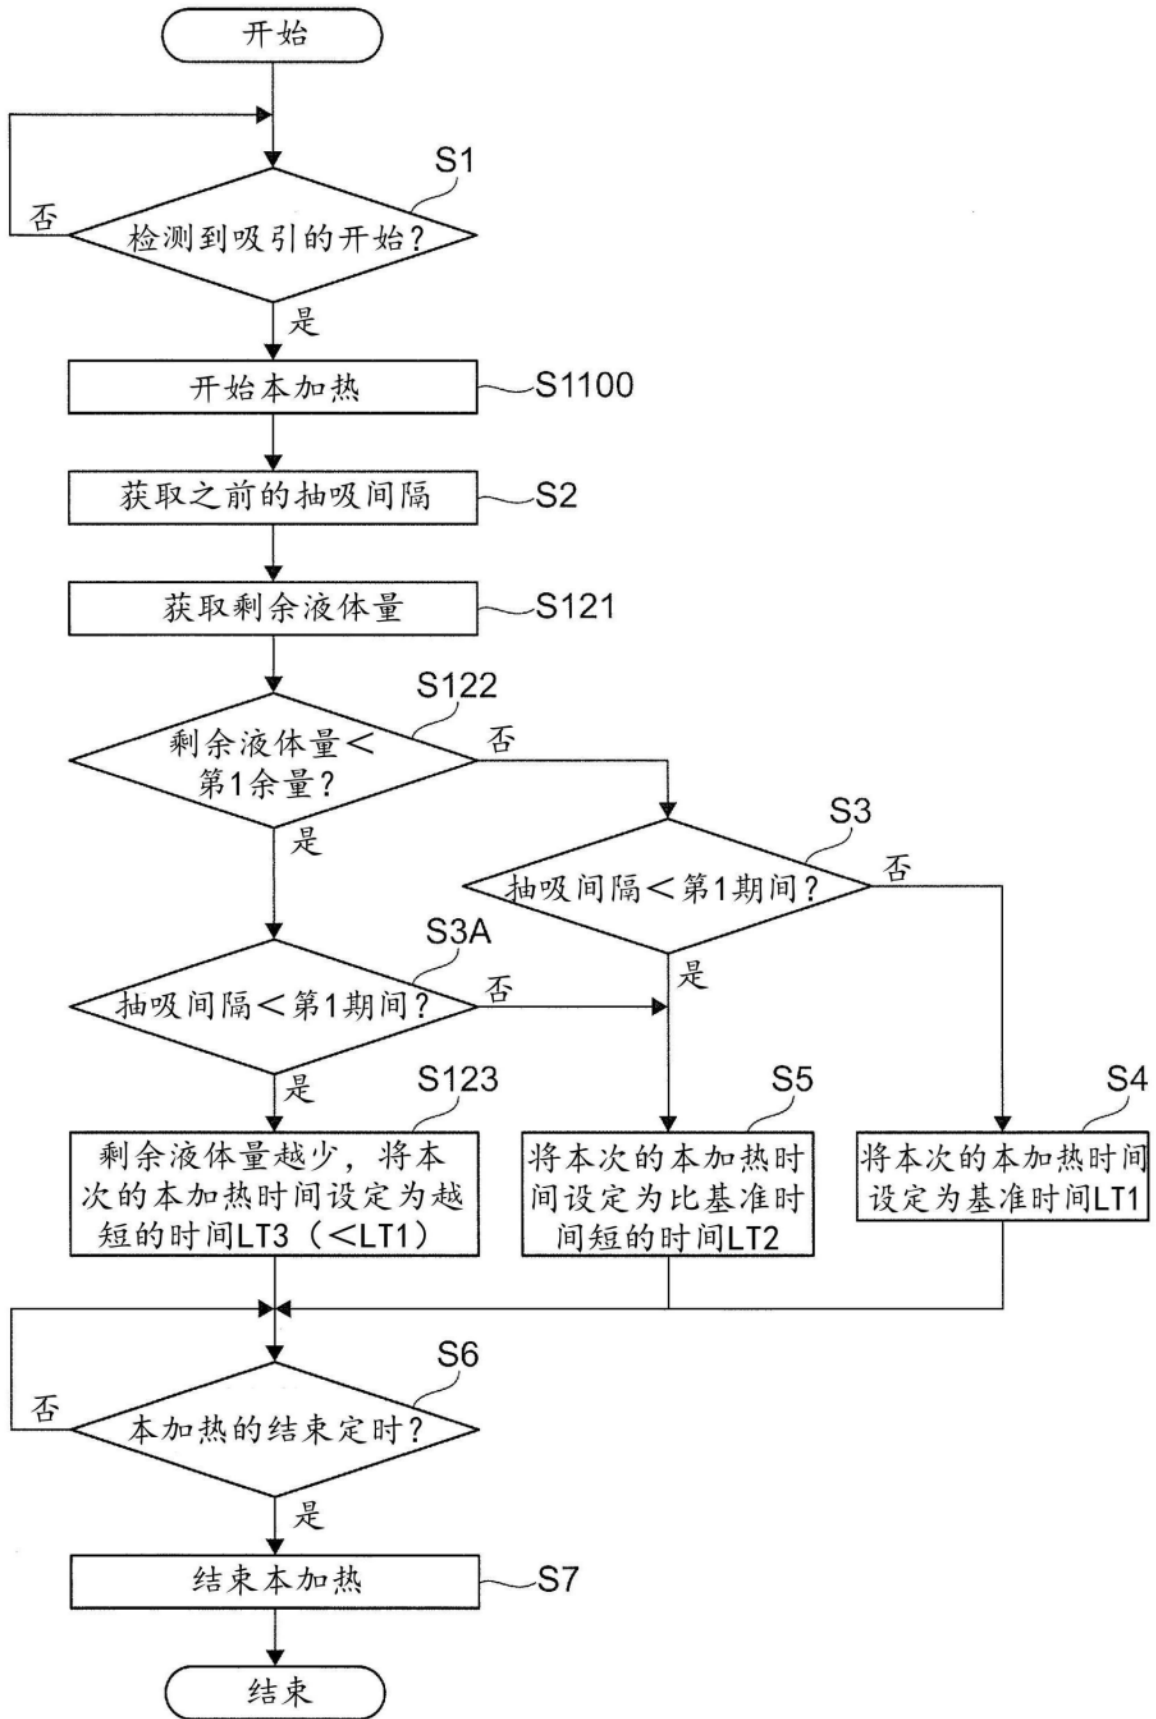 开始
S1
否
检测到吸引的开始？
是
开始本加热
S1100
获取之前的抽吸间隔
S2
获取剩余液体量
S121
S122
剩余液体量＜
第1余量？
否
是
S3
抽吸间隔＜第1期间？
否
是
S3A
抽吸间隔＜第1期间？
否
是
S123
剩余液体量越少，将本
次的本加热时间设定为越
短的时间LT3（＜LT1）
S5
将本次的本加热时
间设定为比基准时
间短的时间LT2
S4
将本次的本加热时间
设定为基准时间LT1
S6
否
本加热的结束定时？
是
结束本加热
S7
结束